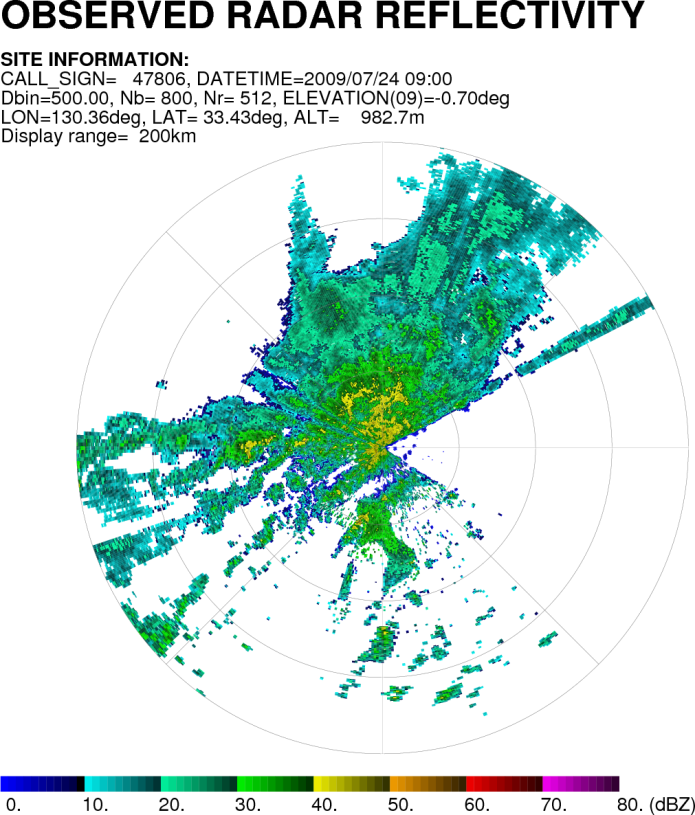 OBSERVED RADAR REFLECTIVITY
SITE INFORMATION:
CALL_SIGN= 47806, DATETIME=2009/07/24 09:00
Dbin=500.00, Nb= 800, Nr= 512, ELEVATION(09)=-0.70deg
LON=130.36deg, LAT= 33.43deg, ALT= 982.7m
Display range= 200km
0. 10. 20. 30. 40. 50. 60. 70. 80. (dBZ)